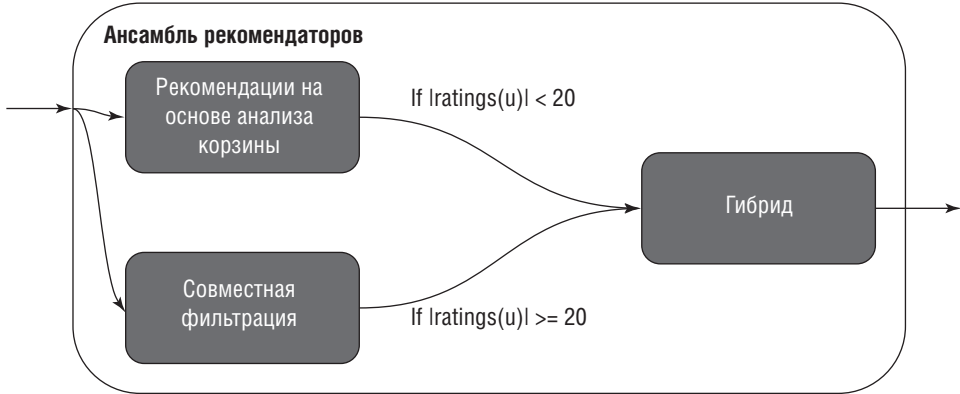 Ансамбль рекомендаторов
Рекомендации на
основе анализа
корзины
If |ratings(u)| < 20
Гибрид
Совместная
фильтрация
If |ratings(u)| >= 20